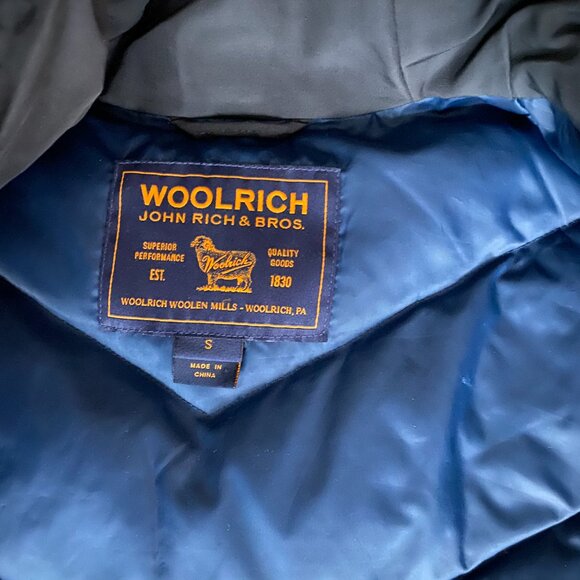 WOOLRICH
JOHN RICH & BROS.
SUPERIOR
PERFORMANCE
Woolrich
QUALITY
GOODS
EST.
1830
WOOLRICH WOOLEN MILLS - WOOLRICH, PA
S
MADE IN
CHINA